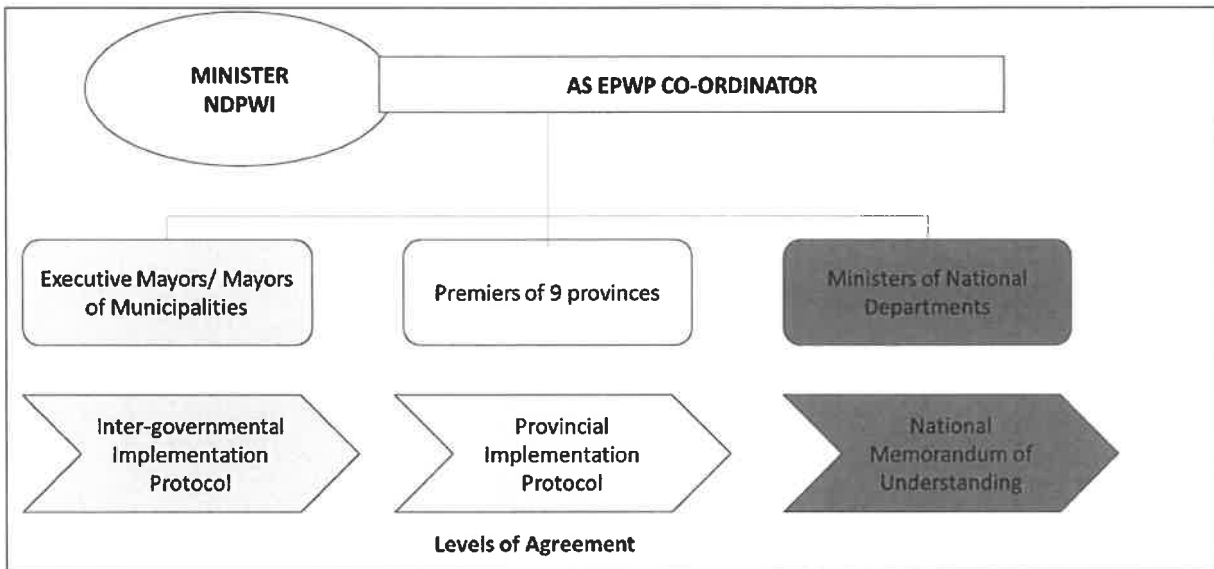 MINISTER
NDPWI
AS EPWP CO-ORDINATOR
Executive Mayors/ Mayors
of Municipalities
Premiers of 9 provinces
Ministers of National
Departments
Inter-governmental
Implementation
Protocol
Provincial
Implementation
Protocol
National
Memorandum of
Understanding
Levels of Agreement